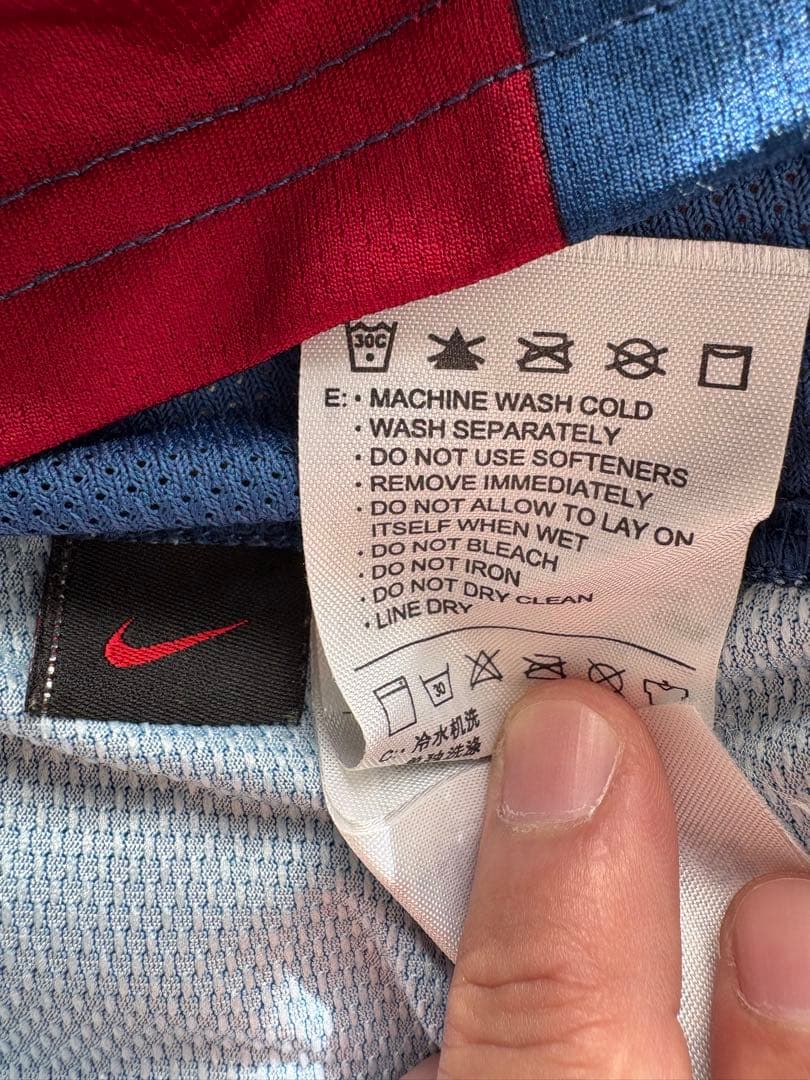 30C
E: • MACHINE WASH COLD
• WASH SEPARATELY
• DO NOT USE SOFTENERS
• REMOVE IMMEDIATELY
• DO NOT ALLOW TO LAY ON
ITSELF WHEN WET
• DO NOT BLEACH
• DO NOT IRON
• DO NOT DRY CLEAN
• LINE DRY
30
C: • 冷水机洗